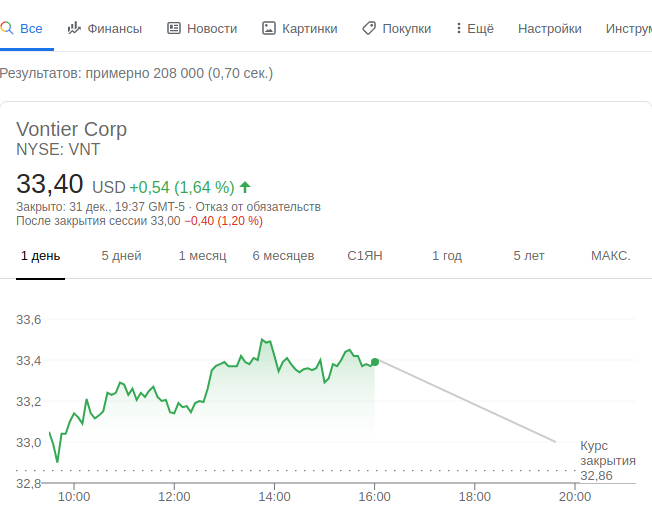 Все Финансы Новости Картинки Покупки Ещё Настройки
Результатов: примерно 208 000 (0,70 сек.)
Vontier Corp
NYSE: VNT
33,40 USD +0,54 (1,64 %)
Закрыто: 31 дек., 19:37 GMT-5 · Отказ от обязательств
После закрытия сессии 33,00 −0,40 (1,20 %)
1 день 5 дней 1 месяц 6 месяцев С1ЯН 1 год 5 лет МАКС.
33,6
33,4
33,2
33,0
Курс
закрытия
32,86
32,8
10:00 12:00 14:00 16:00 18:00 20:00